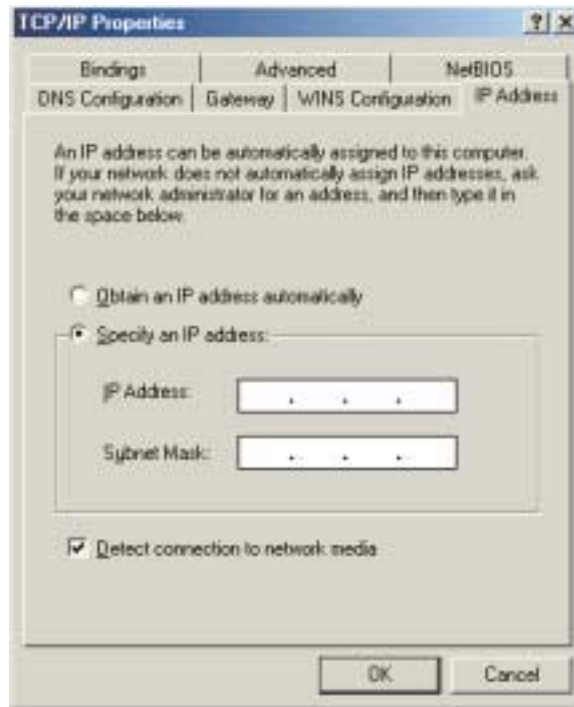 TCP/IP Properties
Bindings
Advanced
NetBIOS
DNS Configuration
Gateway
WINS Configuration
IP Address
An IP address can be automatically assigned to this computer.
If your network does not automatically assign IP addresses, ask
your network administrator for an address, and then type it in
the space below.
Obtain an IP address automatically
Specify an IP address:
IP Address:
. . .
Subnet Mask:
. . .
Detect connection to network media
OK
Cancel